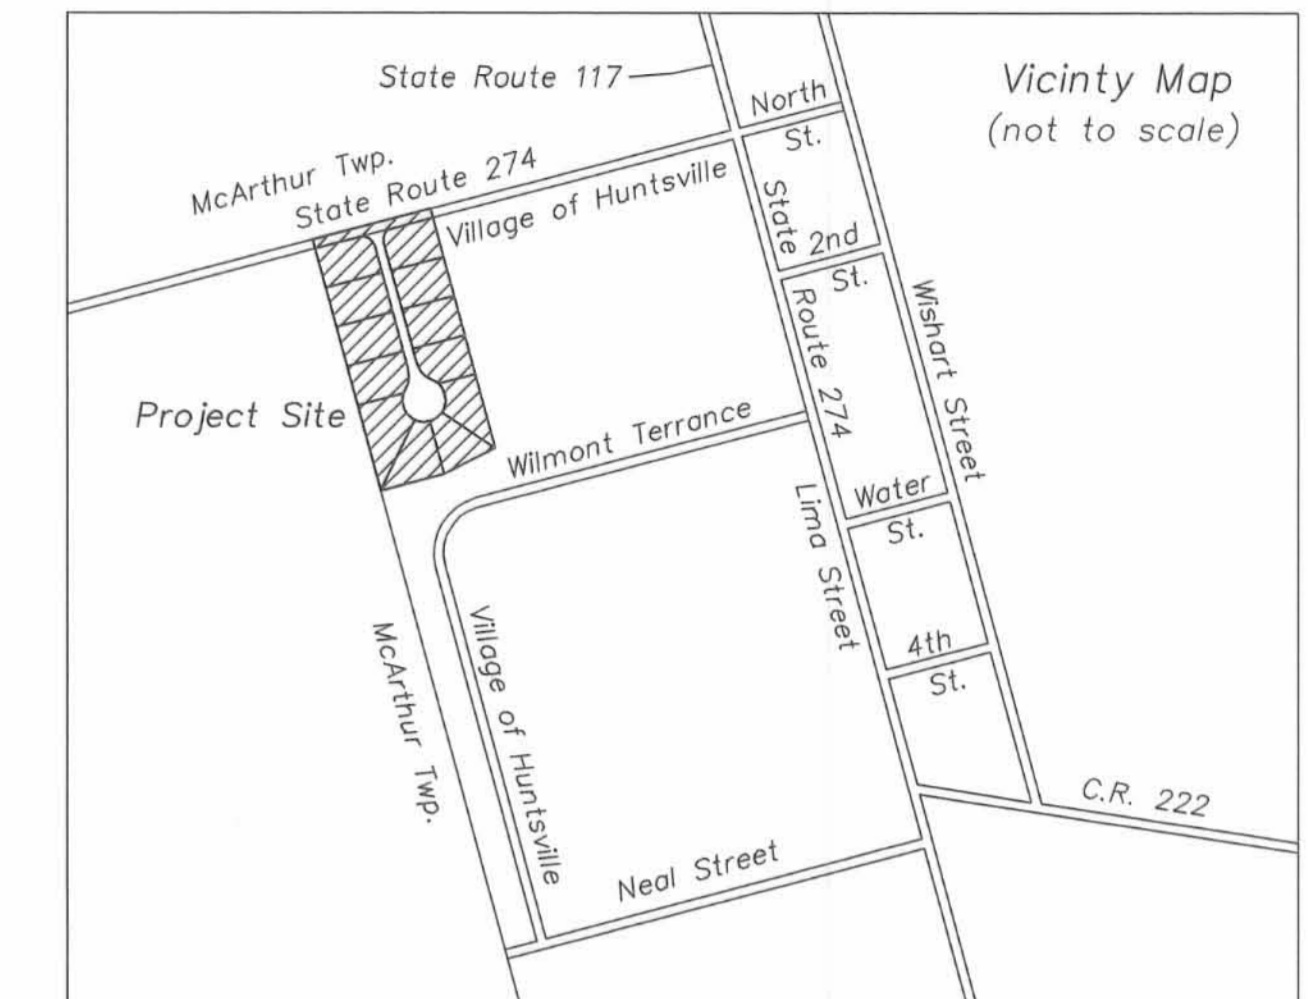 State Route 117
Vicinty Map
(not to scale)
North
St.
McArthur Twp.
State Route 274
Village of Huntsville
State
2nd
St.
Route 274
Wishart Street
Project Site
Wilmont Terrance
Lima Street
Water
St.
4th
St.
McArthur Twp.
Village of Huntsville
C.R. 222
Neal Street